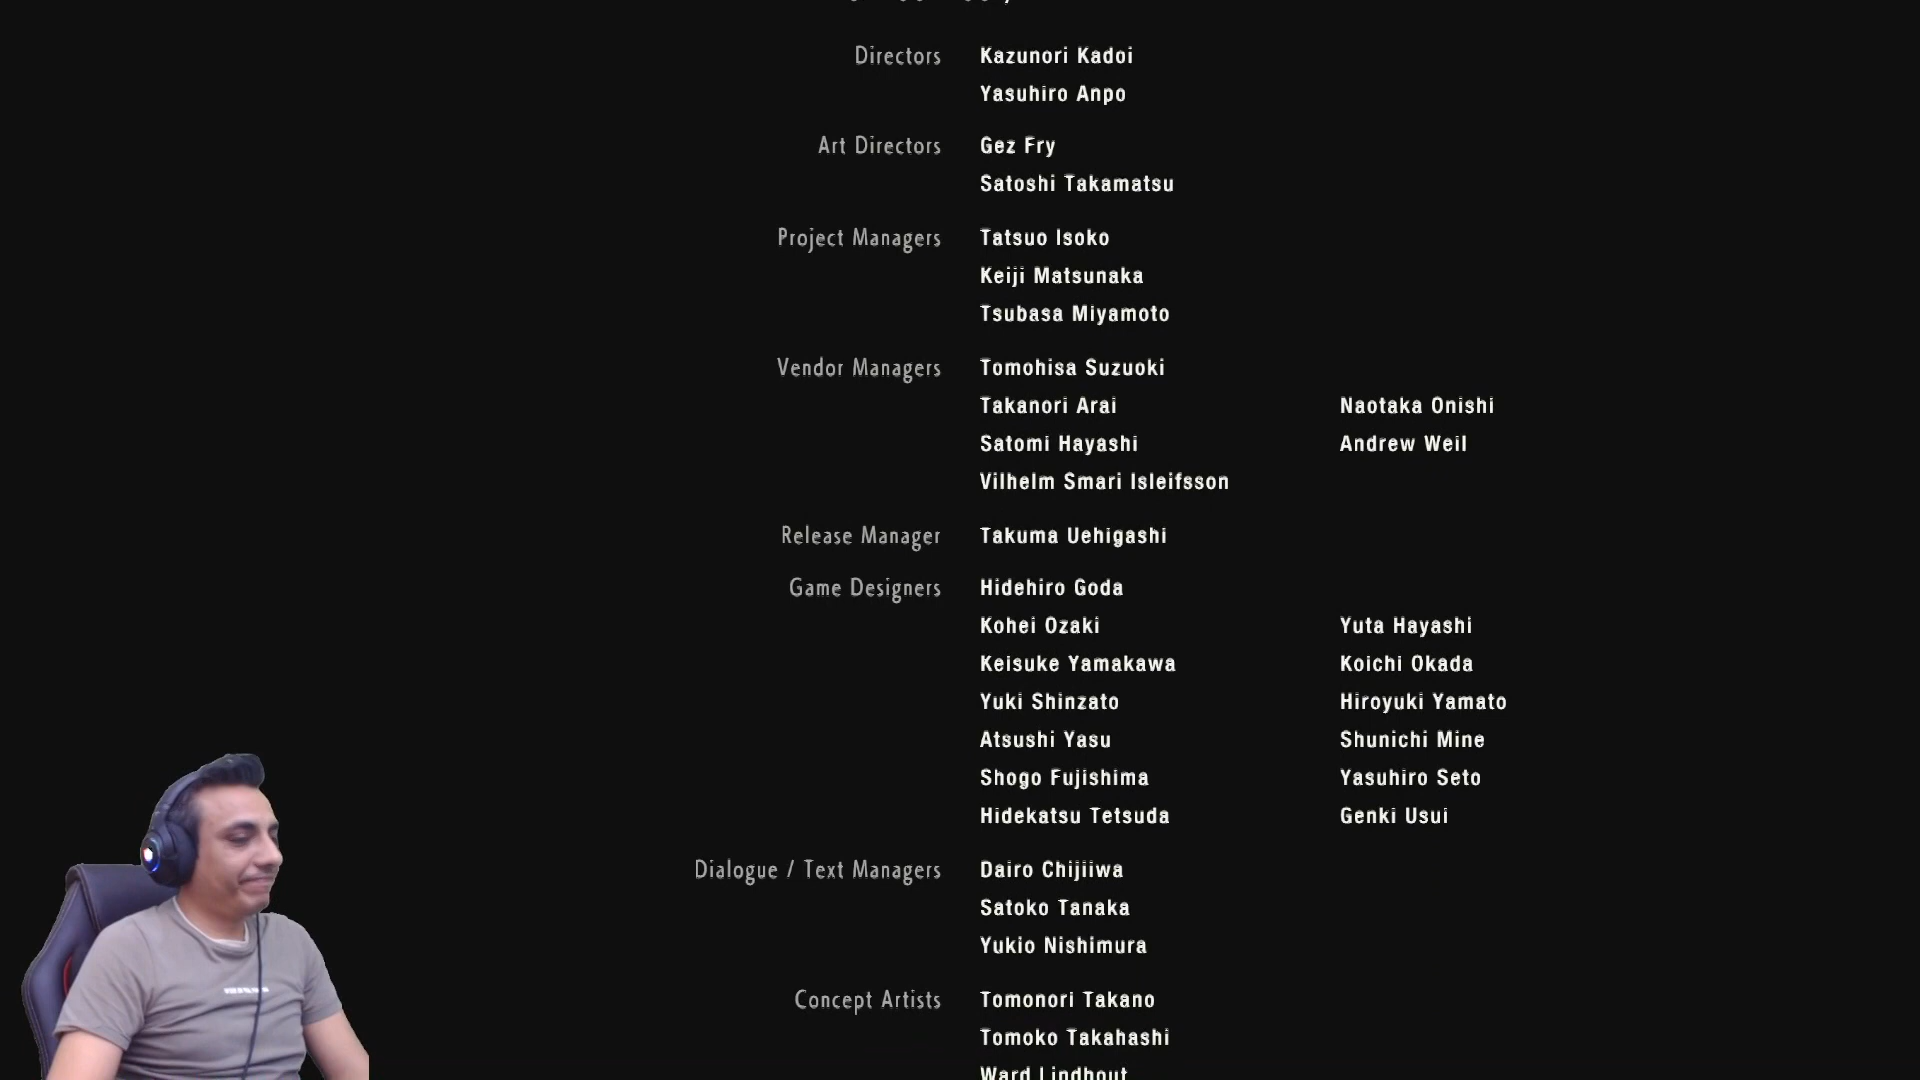 Directors Kazunori Kadoi
Yasuhiro Anpo
Art Directors Gez Fry
Satoshi Takamatsu
Project Managers Tatsuo Isoko
Keiji Matsunaka
Tsubasa Miyamoto
Vendor Managers Tomohisa Suzuoki
Takanori Arai Naotaka Onishi
Satomi Hayashi Andrew Weil
Vilhelm Smari Isleifsson
Release Manager Takuma Uehigashi
Game Designers Hidehiro Goda
Kohei Ozaki Yuta Hayashi
Keisuke Yamakawa Koichi Okada
Yuki Shinzato Hiroyuki Yamato
Atsushi Yasu Shunichi Mine
Shogo Fujishima Yasuhiro Seto
Hidekatsu Tetsuda Genki Usui
Dialogue / Text Managers Dairo Chijiiwa
Satoko Tanaka
Yukio Nishimura
Concept Artists Tomonori Takano
Tomoko Takahashi
Ward Lindhout